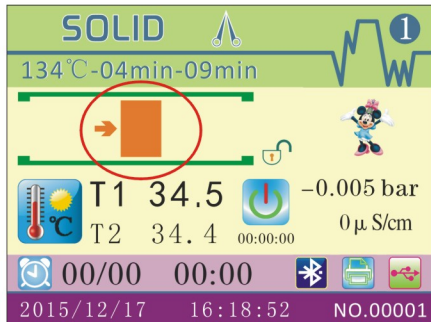 SOLID
1
134℃-04min-09min
T1 34.5
-0.005 bar
℃
T2 34.4
00:00:00
0μ S/cm
00/00 00:00
2015/12/17 16:18:52 NO.00001